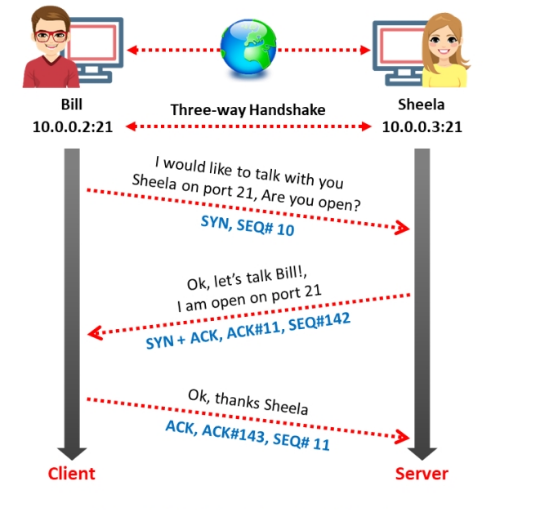 Bill
Sheela
Three-way Handshake
10.0.0.2:21
10.0.0.3:21
I would like to talk with you
Sheela on port 21, Are you open?
SYN, SEQ# 10
Ok, let's talk Bill!,
I am open on port 21
SYN + ACK, ACK#11, SEQ#142
Ok, thanks Sheela
ACK, ACK#143, SEQ# 11
Client
Server